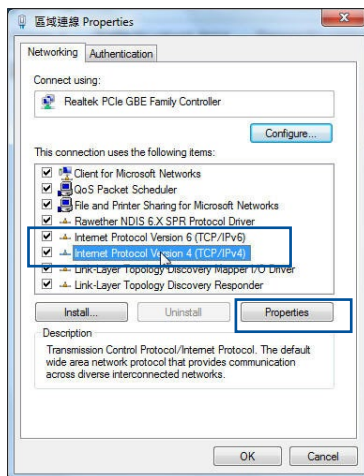 區域連線 Properties
Networking
Authentication
Connect using:
Realtek PCIe GBE Family Controller
Configure...
This connection uses the following items:
Client for Microsoft Networks
QoS Packet Scheduler
File and Printer Sharing for Microsoft Networks
Rawether NDIS 6.X SPR Protocol Driver
Internet Protocol Version 6 (TCP/IPv6)
Internet Protocol Version 4 (TCP/IPv4)
Link-Layer Topology Discovery Mapper I/O Driver
Link-Layer Topology Discovery Responder
Install...
Uninstall
Properties
Description
Transmission Control Protocol/Internet Protocol. The default
wide area network protocol that provides communication
across diverse interconnected networks.
OK
Cancel